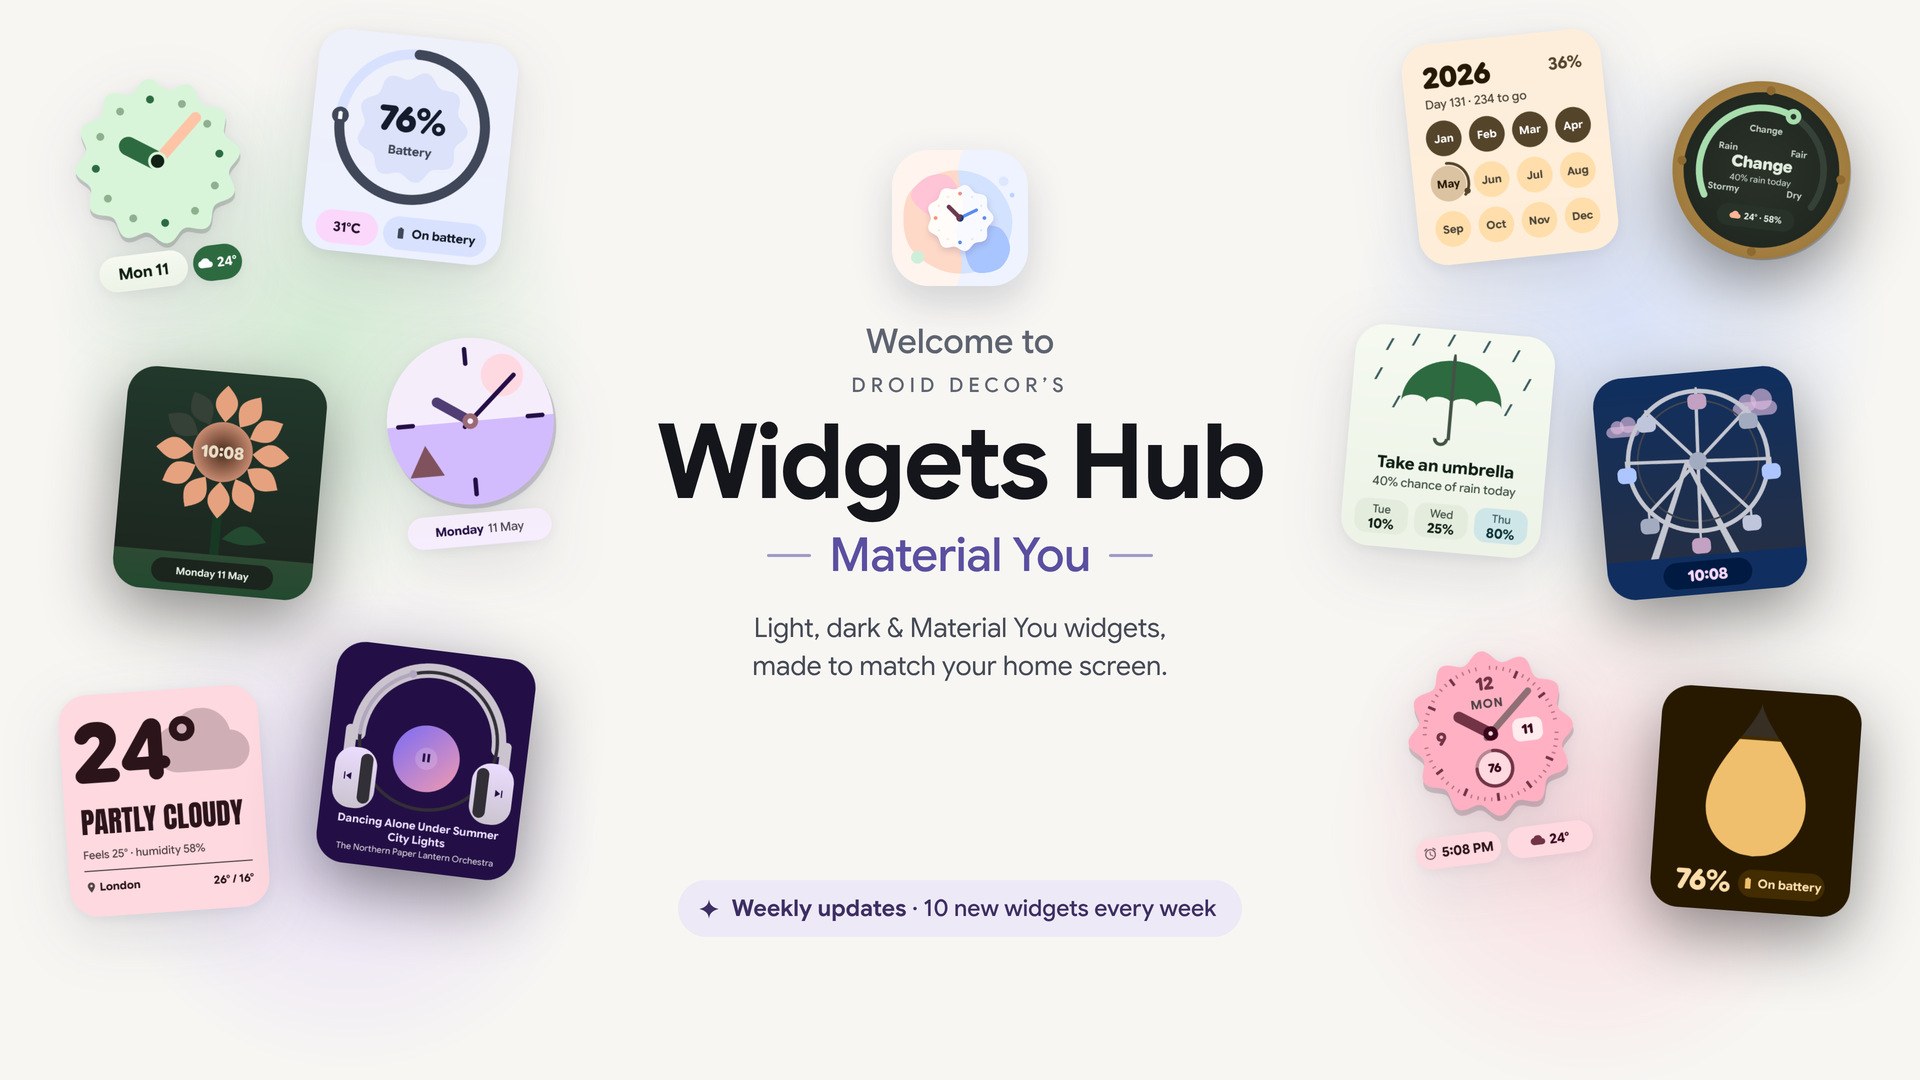 Mon 11
24°
76%
Battery
31°C
On battery
10:08
Monday 11 May
Monday 11 May
24°
PARTLY CLOUDY
Feels 25° · humidity 58%
London
26° / 16°
Dancing Alone Under Summer
City Lights
The Northern Paper Lantern Orchestra
Welcome to
DROID DECOR’S
Widgets Hub
Material You
Light, dark & Material You widgets,
made to match your home screen.
Weekly updates · 10 new widgets every week
2026
36%
Day 131 · 234 to go
Jan Feb Mar Apr
May Jun Jul Aug
Sep Oct Nov Dec
Change
Rain
Fair
Change
40% rain today
Stormy
Dry
24° · 58%
Take an umbrella
40% chance of rain today
Tue Wed Thu
10% 25% 80%
10:08
12
MON
9
11
76
5:08 PM
24°
76%
On battery